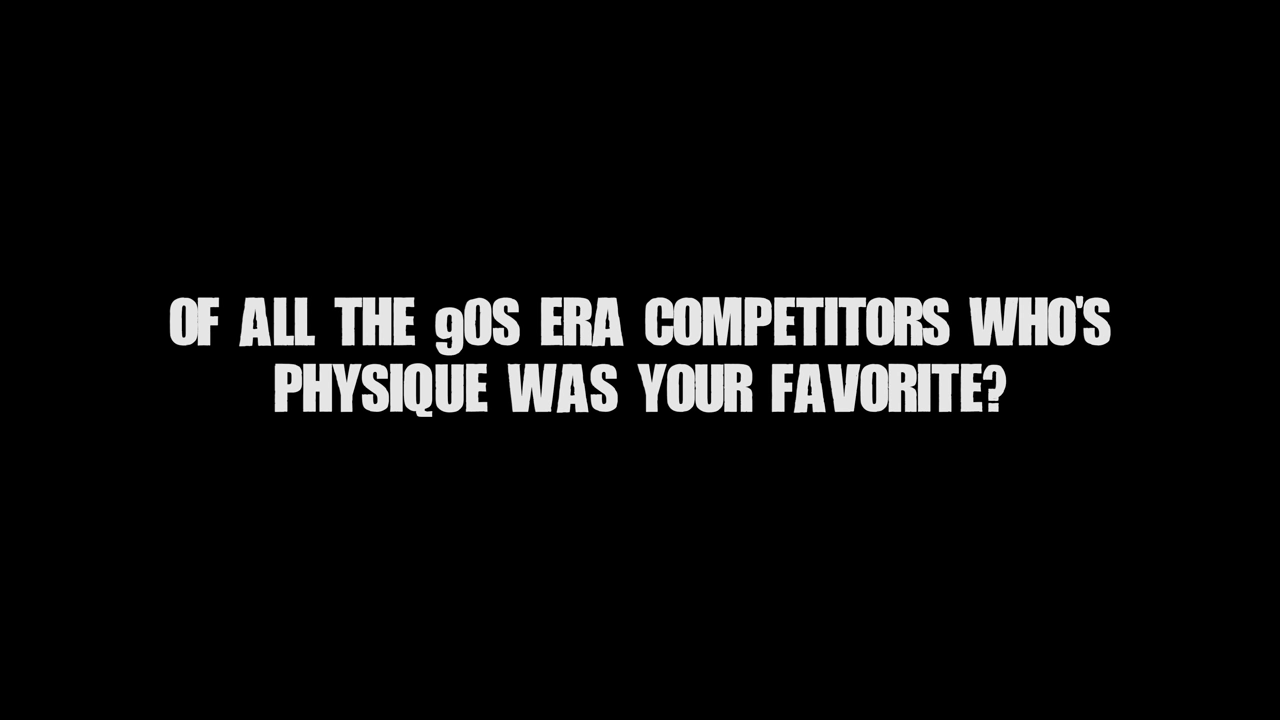 OF ALL THE 90S ERA COMPETITORS WHO'S
PHYSIQUE WAS YOUR FAVORITE?